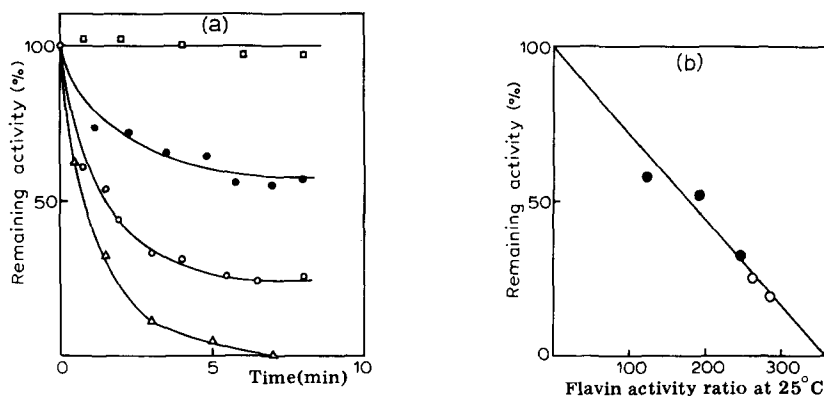 (a)
100
50
0
0
5
10
Remaining activity (%)
Time(min)
(b)
100
50
0
100
200
300
Remaining activity (%)
Flavin activity ratio at 25°C